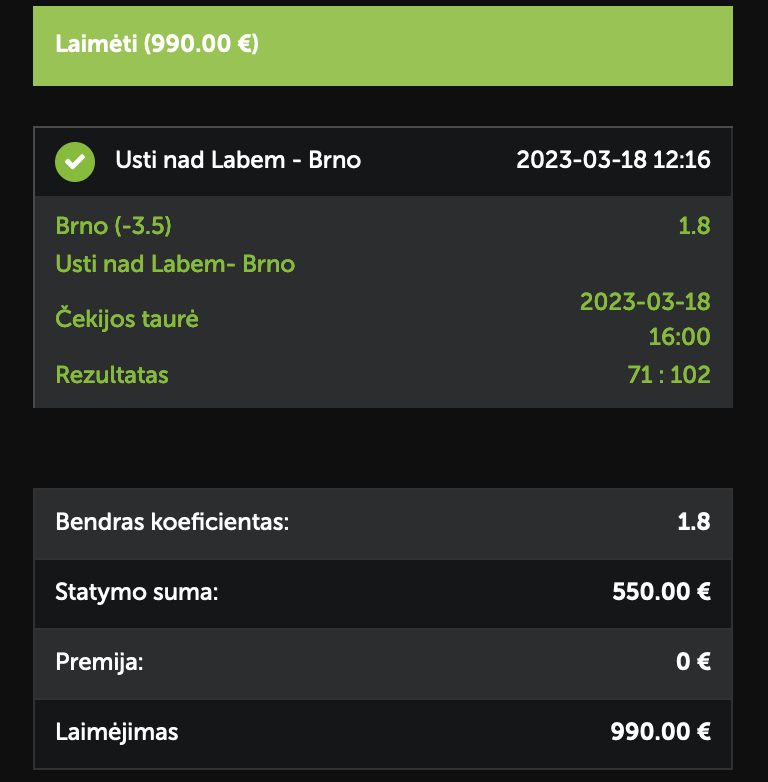 Laimėti (990.00 €)
Usti nad Labem - Brno 2023-03-18 12:16
Brno (-3.5) 1.8
Usti nad Labem- Brno
Čekijos taurė 2023-03-18
16:00
Rezultatas 71 : 102
Bendras koeficientas: 1.8
Statymo suma: 550.00 €
Premija: 0 €
Laimėjimas 990.00 €